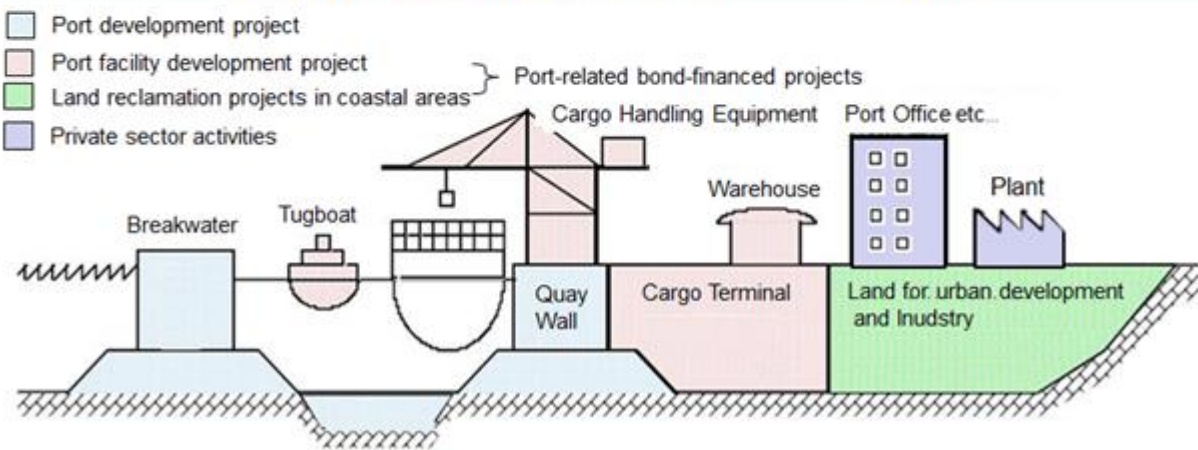 Port development project
Port facility development project
Land reclamation projects in coastal areas
Port-related bond-financed projects
Private sector activities
Cargo Handling Equipment
Port Office etc...
Breakwater
Tugboat
Warehouse
Plant
Quay
Wall
Cargo Terminal
Land for. urban. development
and Inudstry